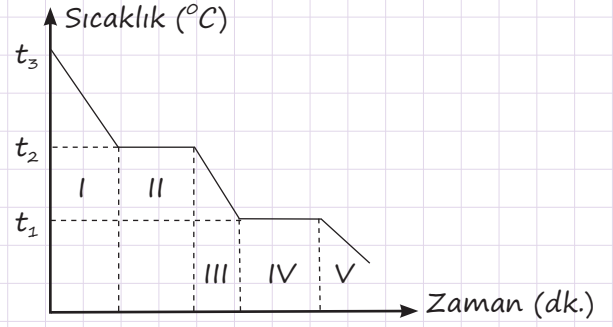 Sıcaklık (°C)
t₃
t₂
I
II
t₁
III
IV
V
Zaman (dk.)